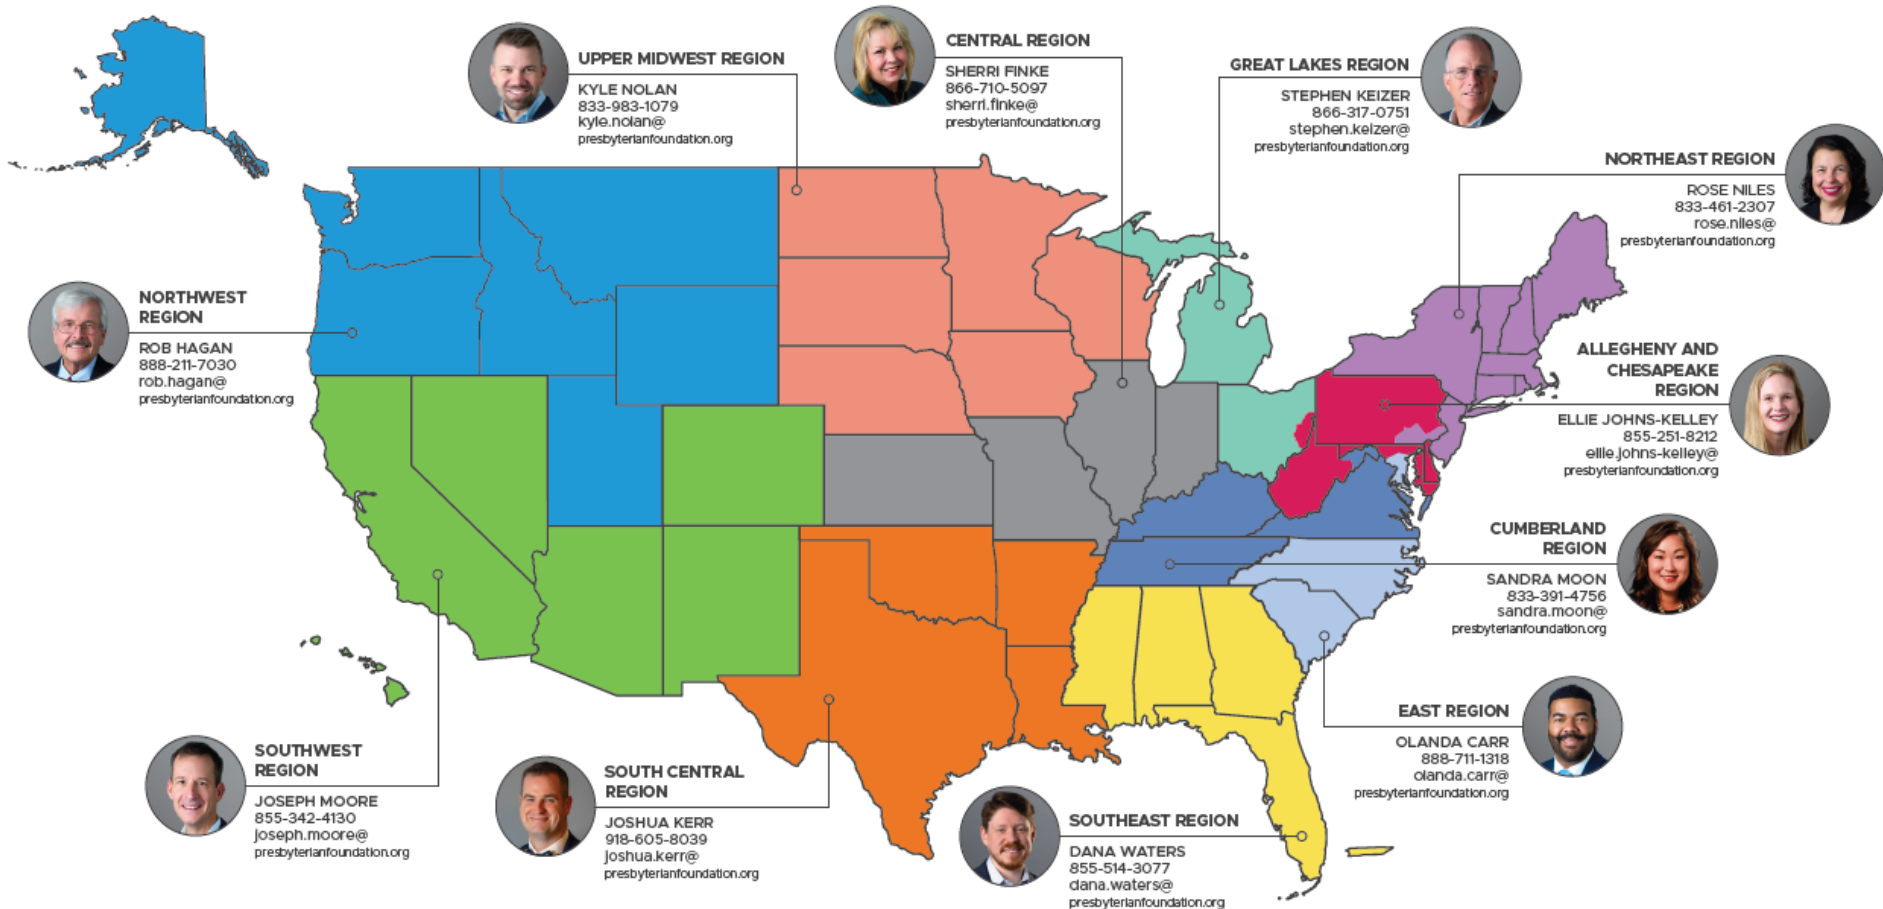 UPPER MIDWEST REGION
KYLE NOLAN
833-983-1079
kyle.nolan@
presbyterianfoundation.org
CENTRAL REGION
SHERRI FINKE
866-710-5097
sherri.finke@
presbyterianfoundation.org
GREAT LAKES REGION
STEPHEN KEIZER
866-317-0751
stephen.keizer@
presbyterianfoundation.org
NORTHEAST REGION
ROSE NILES
833-461-2307
rose.niles@
presbyterianfoundation.org
NORTHWEST
REGION
ROB HAGAN
888-211-7030
rob.hagan@
presbyterianfoundation.org
ALLEGHENY AND
CHESAPEAKE
REGION
ELLIE JOHNS-KELLEY
855-251-8212
ellie.johns-kelley@
presbyterianfoundation.org
CUMBERLAND
REGION
SANDRA MOON
833-391-4756
sandra.moon@
presbyterianfoundation.org
EAST REGION
OLANDA CARR
888-711-1318
olanda.carr@
presbyterianfoundation.org
SOUTHWEST
REGION
JOSEPH MOORE
855-342-4130
joseph.moore@
presbyterianfoundation.org
SOUTH CENTRAL
REGION
JOSHUA KERR
918-605-8039
joshua.kerr@
presbyterianfoundation.org
SOUTHEAST REGION
DANA WATERS
855-514-3077
dana.waters@
presbyterianfoundation.org